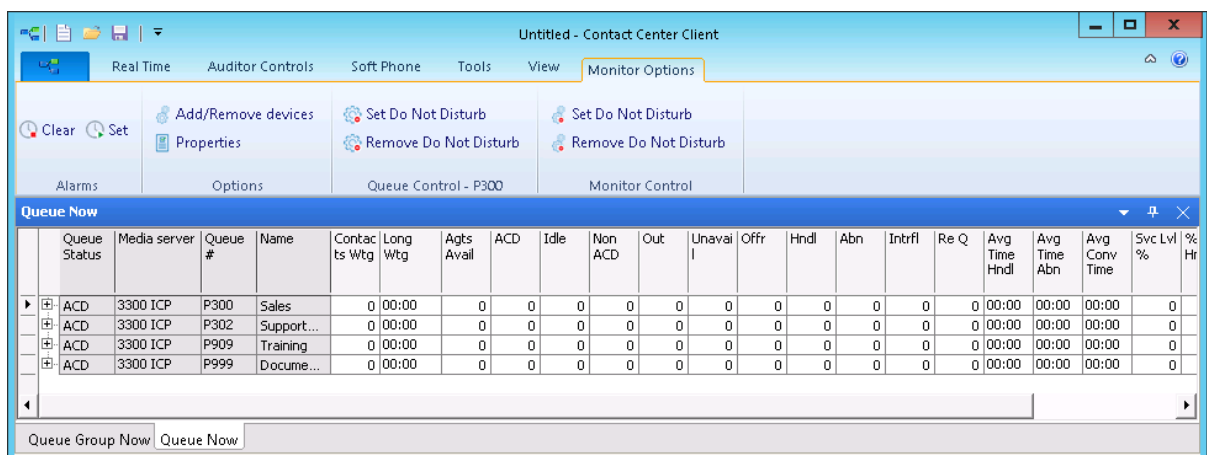 Untitled - Contact Center Client
Real Time Auditor Controls Soft Phone Tools View Monitor Options
Add/Remove devices Set Do Not Disturb Set Do Not Disturb
Clear Set
Properties Remove Do Not Disturb Remove Do Not Disturb
Alarms Options Queue Control - P300 Monitor Control
Queue Now
Queue Media server Queue Name Contac Long Agts ACD Idle Non Out Unavai Offr Hndl Abn Intrfl Re Q Avg Avg Avg Svc Lvl %
Status # ts Wtg Wtg Avail ACD l Time Time Conv % Hr
Hndl Abn Time
ACD 3300 ICP P300 Sales 0 00:00 0 0 0 0 0 0 0 0 0 0 0 00:00 00:00 00:00 0
ACD 3300 ICP P302 Support... 0 00:00 0 0 0 0 0 0 0 0 0 0 0 00:00 00:00 00:00 0
ACD 3300 ICP P909 Training 0 00:00 0 0 0 0 0 0 0 0 0 0 0 00:00 00:00 00:00 0
ACD 3300 ICP P999 Docume... 0 00:00 0 0 0 0 0 0 0 0 0 0 0 00:00 00:00 00:00 0
Queue Group Now Queue Now